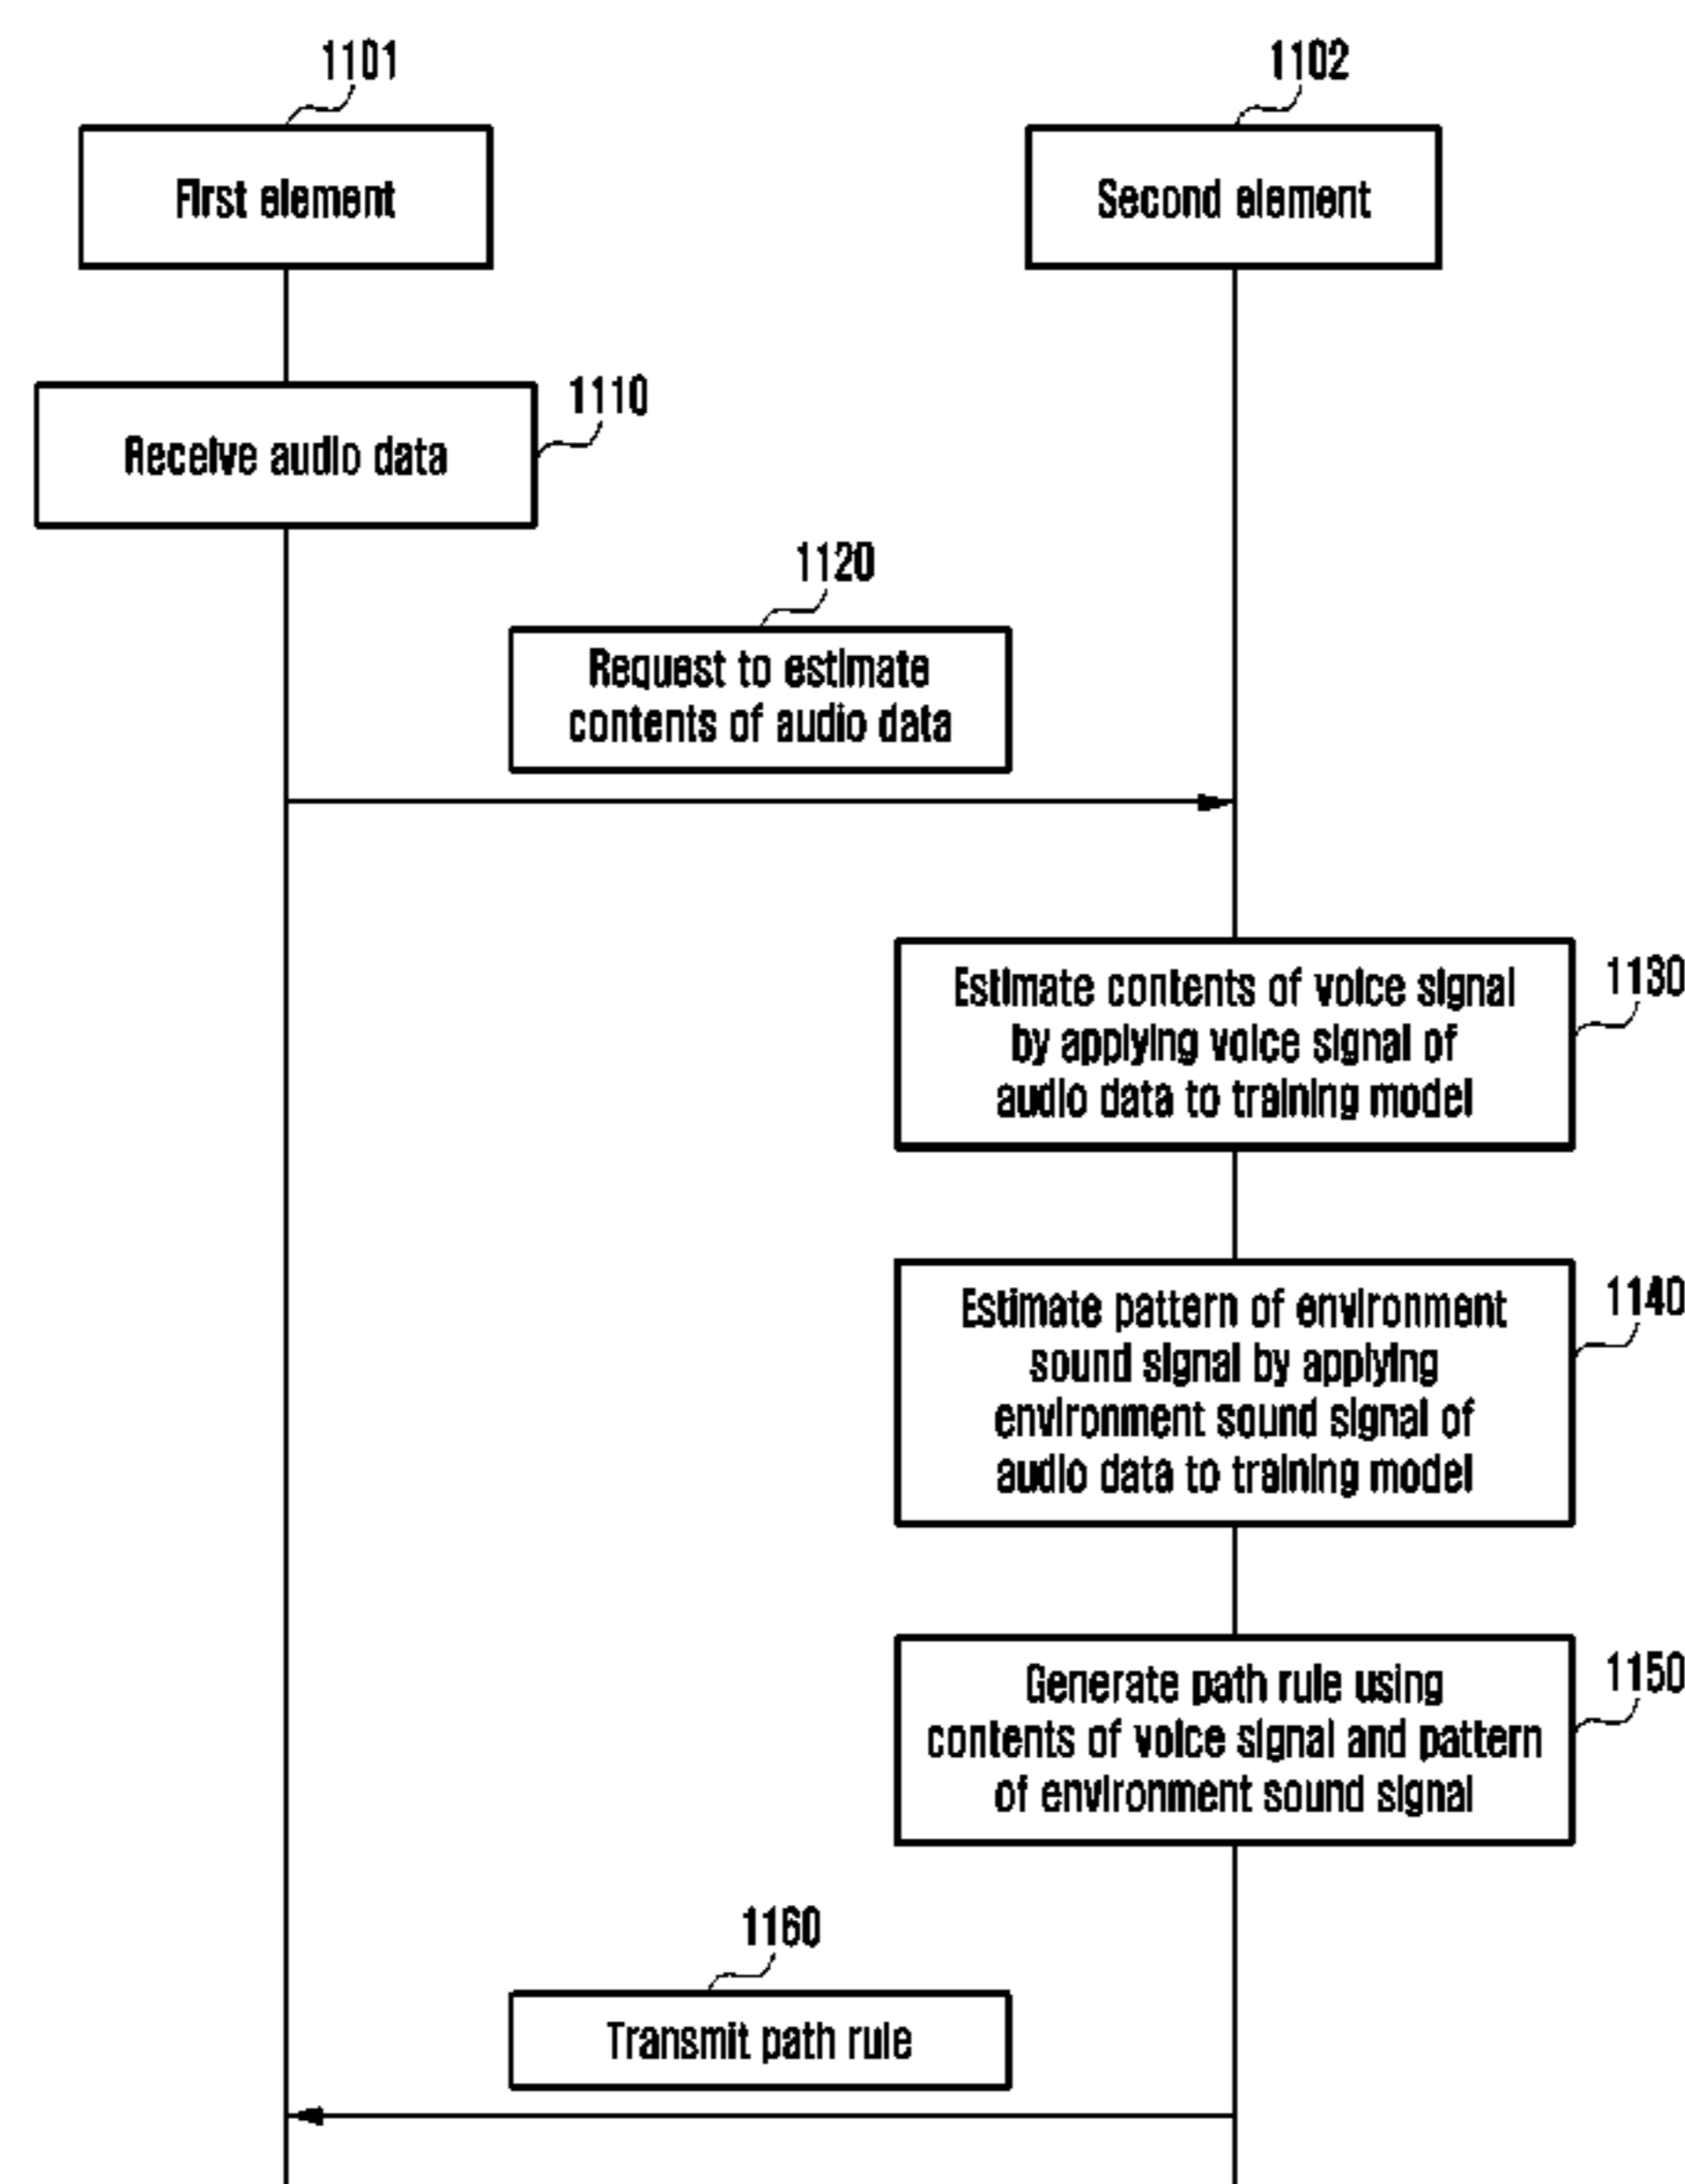 1101
1102
First element
Second element
1110
Receive audio data
1120
Request to estimate
contents of audio data
1130
Estimate contents of voice signal
by applying voice signal of
audio data to training model
1140
Estimate pattern of environment
sound signal by applying
environment sound signal of
audio data to training model
1150
Generate path rule using
contents of voice signal and pattern
of environment sound signal
1160
Transmit path rule